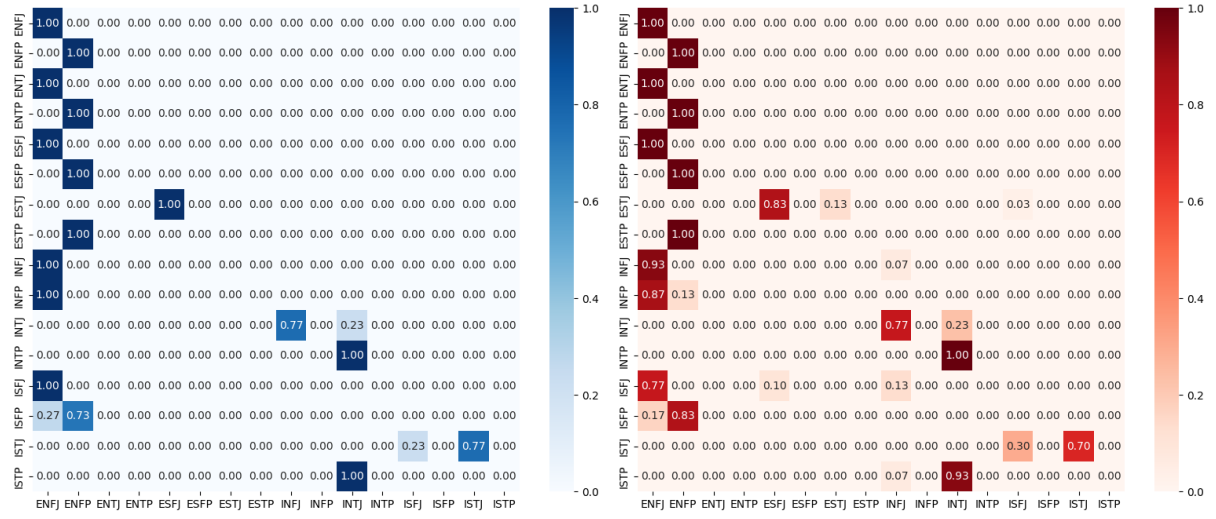 ENFJ 1.00 0.00 0.00 0.00 0.00 0.00 0.00 0.00 0.00 0.00 0.00 0.00 0.00 0.00 0.00 0.00
ENFP 0.00 1.00 0.00 0.00 0.00 0.00 0.00 0.00 0.00 0.00 0.00 0.00 0.00 0.00 0.00 0.00
ENTJ 1.00 0.00 0.00 0.00 0.00 0.00 0.00 0.00 0.00 0.00 0.00 0.00 0.00 0.00 0.00 0.00
ENTP 0.00 1.00 0.00 0.00 0.00 0.00 0.00 0.00 0.00 0.00 0.00 0.00 0.00 0.00 0.00 0.00
ESFJ 1.00 0.00 0.00 0.00 0.00 0.00 0.00 0.00 0.00 0.00 0.00 0.00 0.00 0.00 0.00 0.00
ESFP 0.00 1.00 0.00 0.00 0.00 0.00 0.00 0.00 0.00 0.00 0.00 0.00 0.00 0.00 0.00 0.00
ESTJ 0.00 0.00 0.00 0.00 1.00 0.00 0.00 0.00 0.00 0.00 0.00 0.00 0.00 0.00 0.00 0.00
ESTP 0.00 1.00 0.00 0.00 0.00 0.00 0.00 0.00 0.00 0.00 0.00 0.00 0.00 0.00 0.00 0.00
INFJ 1.00 0.00 0.00 0.00 0.00 0.00 0.00 0.00 0.00 0.00 0.00 0.00 0.00 0.00 0.00 0.00
INFP 1.00 0.00 0.00 0.00 0.00 0.00 0.00 0.00 0.00 0.00 0.00 0.00 0.00 0.00 0.00 0.00
INTJ 0.00 0.00 0.00 0.00 0.00 0.00 0.00 0.00 0.77 0.00 0.23 0.00 0.00 0.00 0.00 0.00
INTP 0.00 0.00 0.00 0.00 0.00 0.00 0.00 0.00 0.00 0.00 1.00 0.00 0.00 0.00 0.00 0.00
ISFJ 1.00 0.00 0.00 0.00 0.00 0.00 0.00 0.00 0.00 0.00 0.00 0.00 0.00 0.00 0.00 0.00
ISFP 0.27 0.73 0.00 0.00 0.00 0.00 0.00 0.00 0.00 0.00 0.00 0.00 0.00 0.00 0.00 0.00
ISTJ 0.00 0.00 0.00 0.00 0.00 0.00 0.00 0.00 0.00 0.00 0.00 0.00 0.23 0.00 0.77 0.00
ISTP 0.00 0.00 0.00 0.00 0.00 0.00 0.00 0.00 0.00 0.00 1.00 0.00 0.00 0.00 0.00 0.00
ENFJ ENFP ENTJ ENTP ESFJ ESFP ESTJ ESTP INFJ INFP INTJ INTP ISFJ ISFP ISTJ ISTP
1.0
0.8
0.6
0.4
0.2
0.0
ENFJ 1.00 0.00 0.00 0.00 0.00 0.00 0.00 0.00 0.00 0.00 0.00 0.00 0.00 0.00 0.00 0.00
ENFP 0.00 1.00 0.00 0.00 0.00 0.00 0.00 0.00 0.00 0.00 0.00 0.00 0.00 0.00 0.00 0.00
ENTJ 1.00 0.00 0.00 0.00 0.00 0.00 0.00 0.00 0.00 0.00 0.00 0.00 0.00 0.00 0.00 0.00
ENTP 0.00 1.00 0.00 0.00 0.00 0.00 0.00 0.00 0.00 0.00 0.00 0.00 0.00 0.00 0.00 0.00
ESFJ 1.00 0.00 0.00 0.00 0.00 0.00 0.00 0.00 0.00 0.00 0.00 0.00 0.00 0.00 0.00 0.00
ESFP 0.00 1.00 0.00 0.00 0.00 0.00 0.00 0.00 0.00 0.00 0.00 0.00 0.00 0.00 0.00 0.00
ESTJ 0.00 0.00 0.00 0.00 0.83 0.00 0.13 0.00 0.00 0.00 0.00 0.00 0.03 0.00 0.00 0.00
ESTP 0.00 1.00 0.00 0.00 0.00 0.00 0.00 0.00 0.00 0.00 0.00 0.00 0.00 0.00 0.00 0.00
INFJ 0.93 0.00 0.00 0.00 0.00 0.00 0.00 0.00 0.07 0.00 0.00 0.00 0.00 0.00 0.00 0.00
INFP 0.87 0.13 0.00 0.00 0.00 0.00 0.00 0.00 0.00 0.00 0.00 0.00 0.00 0.00 0.00 0.00
INTJ 0.00 0.00 0.00 0.00 0.00 0.00 0.00 0.00 0.77 0.00 0.23 0.00 0.00 0.00 0.00 0.00
INTP 0.00 0.00 0.00 0.00 0.00 0.00 0.00 0.00 0.00 0.00 1.00 0.00 0.00 0.00 0.00 0.00
ISFJ 0.77 0.00 0.00 0.00 0.10 0.00 0.00 0.00 0.13 0.00 0.00 0.00 0.00 0.00 0.00 0.00
ISFP 0.17 0.83 0.00 0.00 0.00 0.00 0.00 0.00 0.00 0.00 0.00 0.00 0.00 0.00 0.00 0.00
ISTJ 0.00 0.00 0.00 0.00 0.00 0.00 0.00 0.00 0.00 0.00 0.00 0.00 0.30 0.00 0.70 0.00
ISTP 0.00 0.00 0.00 0.00 0.00 0.00 0.00 0.00 0.07 0.00 0.93 0.00 0.00 0.00 0.00 0.00
ENFJ ENFP ENTJ ENTP ESFJ ESFP ESTJ ESTP INFJ INFP INTJ INTP ISFJ ISFP ISTJ ISTP
1.0
0.8
0.6
0.4
0.2
0.0